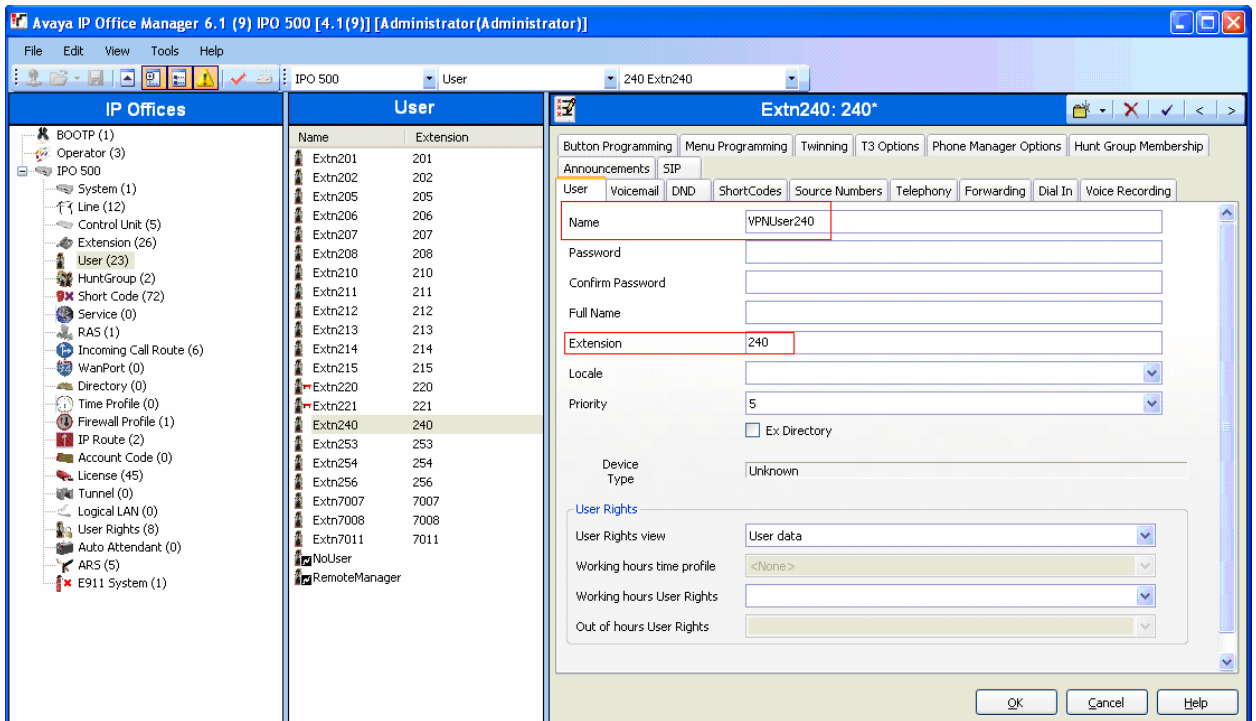 Avaya IP Office Manager 6.1 (9) IPO 500 [4.1(9)] [Administrator(Administrator)]
File Edit View Tools Help
IPO 500 User 240 Extn240
IP Offices
BOOTP (1)
Operator (3)
IPO 500
System (1)
Line (12)
Control Unit (5)
Extension (26)
User (23)
HuntGroup (2)
Short Code (72)
Service (0)
RAS (1)
Incoming Call Route (6)
WanPort (0)
Directory (0)
Time Profile (0)
Firewall Profile (1)
IP Route (2)
Account Code (0)
License (45)
Tunnel (0)
Logical LAN (0)
User Rights (8)
Auto Attendant (0)
ARS (5)
E911 System (1)
User
Name Extension
Extn201 201
Extn202 202
Extn205 205
Extn206 206
Extn207 207
Extn208 208
Extn210 210
Extn211 211
Extn212 212
Extn213 213
Extn214 214
Extn215 215
Extn220 220
Extn221 221
Extn240 240
Extn253 253
Extn254 254
Extn256 256
Extn7007 7007
Extn7008 7008
Extn7011 7011
NoUser
RemoteManager
Extn240: 240*
Button Programming Menu Programming Twinning T3 Options Phone Manager Options Hunt Group Membership
Announcements SIP
User Voicemail DND ShortCodes Source Numbers Telephony Forwarding Dial In Voice Recording
Name VPNUser240
Password
Confirm Password
Full Name
Extension 240
Locale
Priority 5
Ex Directory
Device
Type
Unknown
User Rights
User Rights view User data
Working hours time profile <None>
Working hours User Rights
Out of hours User Rights
OK Cancel Help